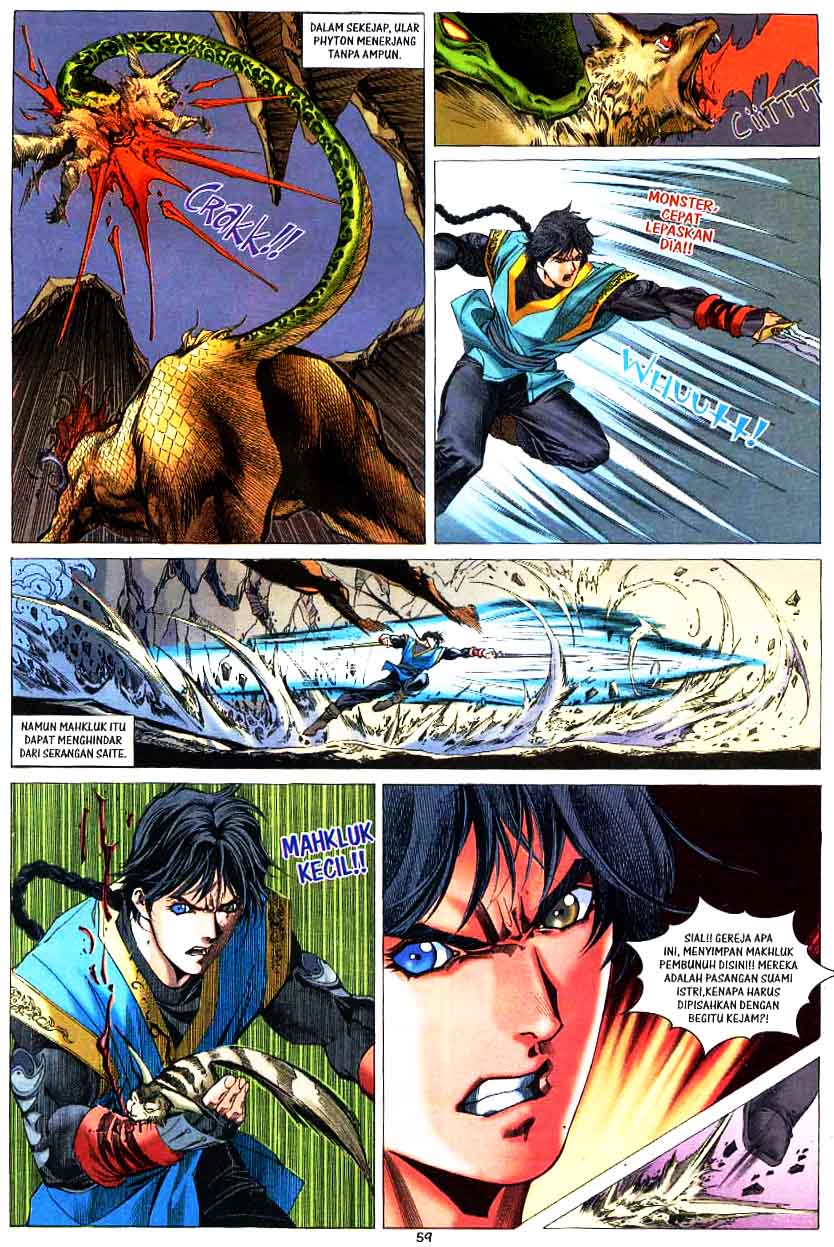 DALAM SEKEJAP, ULAR
PHYTON MENERJANG
TANPA AMPUN.
CRAKK!!
CIITTTT
MONSTER,
CEPAT
LEPASKAN
DIA!!
WHUUTT!
NAMUN MAHKLUK ITU
DAPAT MENGHINDAR
DARI SERANGAN SAITE.
MAHKLUK
KECIL!!
SIAL!! GEREJA APA
INI, MENYIMPAN MAKHLUK
PEMBUNUH DISINI!! MEREKA
ADALAH PASANGAN SUAMI
ISTRI,KENAPA HARUS
DIPISAHKAN DENGAN
BEGITU KEJAM?!
59